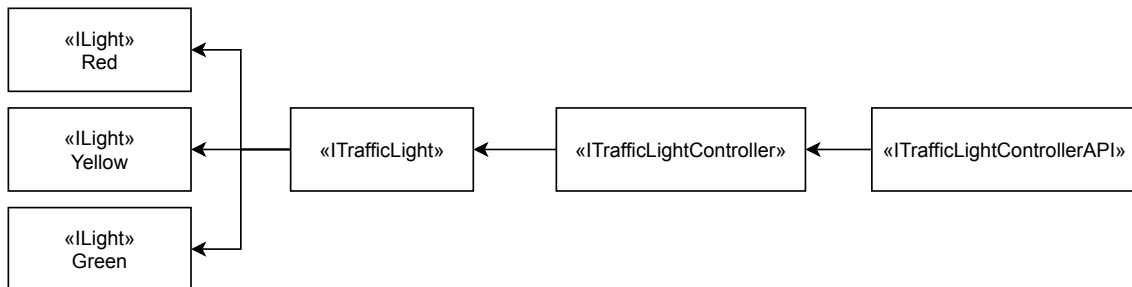 «ILight»
Red
«ILight»
Yellow
«ITrafficLight»
«ITrafficLightController»
«ITrafficLightControllerAPI»
«ILight»
Green